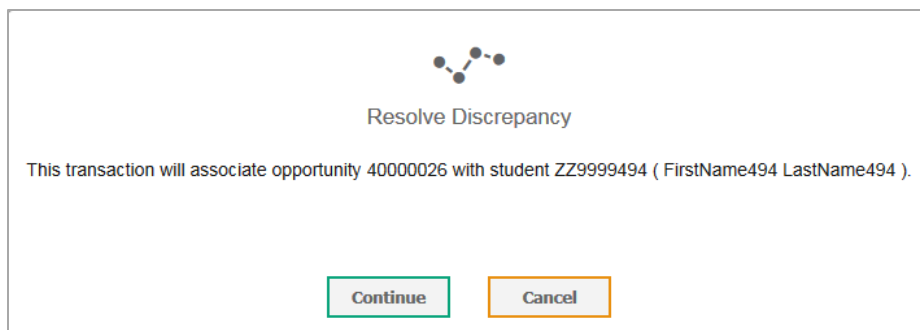 Resolve Discrepancy
This transaction will associate opportunity 40000026 with student ZZ9999494 ( FirstName494 LastName494 ).
Continue
Cancel